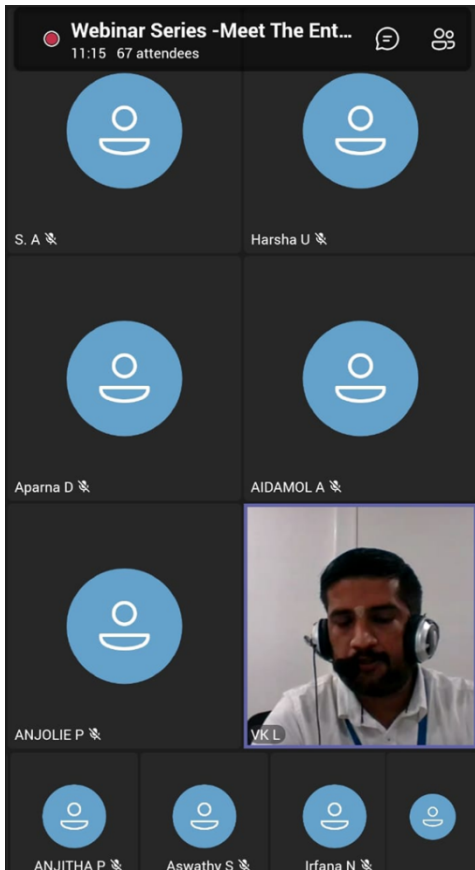 Webinar Series -Meet The Ent...
11:15 67 attendees
S. A
Harsha U
Aparna D
AIDAMOL A
ANJOLIE P
VK L
ANJITHA P
Aswathy S
Irfana N